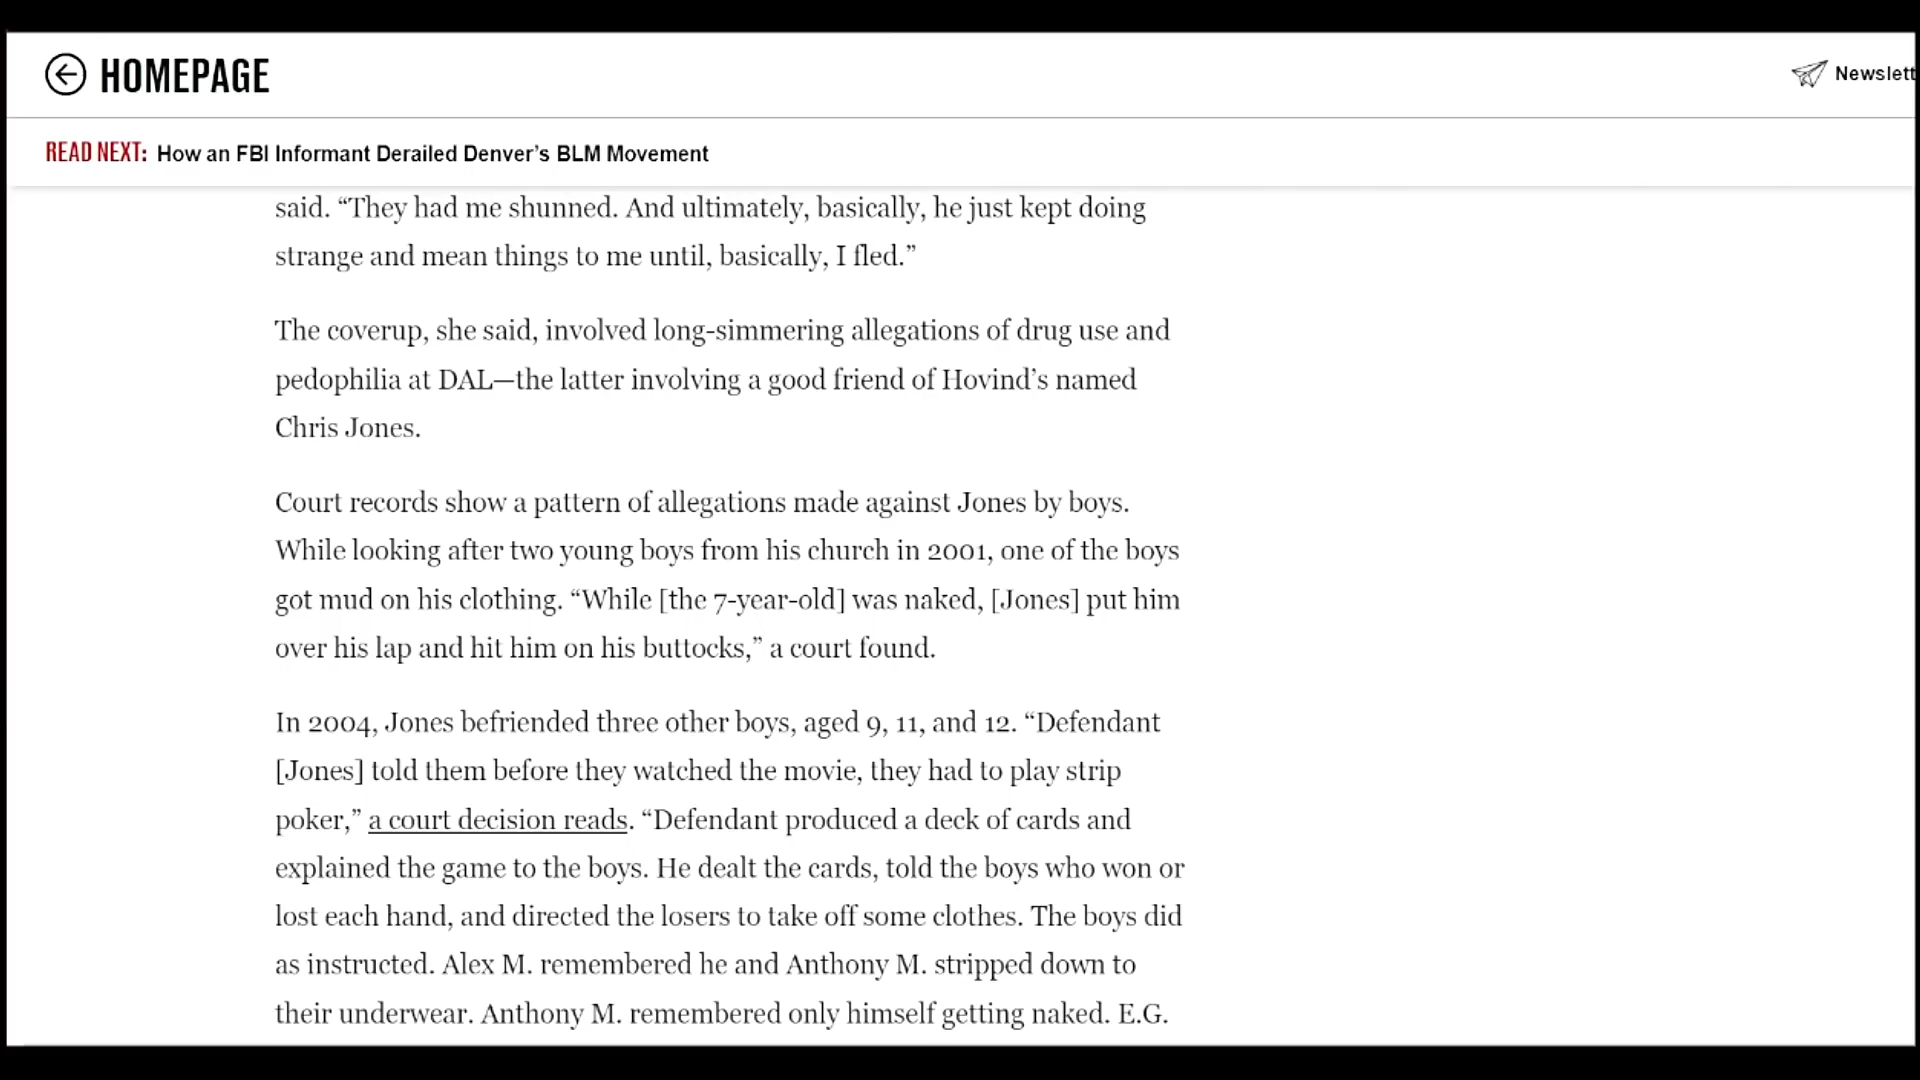 HOMEPAGE
Newslett
READ NEXT: How an FBI Informant Derailed Denver’s BLM Movement
said. “They had me shunned. And ultimately, basically, he just kept doing
strange and mean things to me until, basically, I fled.”
The coverup, she said, involved long-simmering allegations of drug use and
pedophilia at DAL—the latter involving a good friend of Hovind’s named
Chris Jones.
Court records show a pattern of allegations made against Jones by boys.
While looking after two young boys from his church in 2001, one of the boys
got mud on his clothing. “While [the 7-year-old] was naked, [Jones] put him
over his lap and hit him on his buttocks,” a court found.
In 2004, Jones befriended three other boys, aged 9, 11, and 12. “Defendant
[Jones] told them before they watched the movie, they had to play strip
poker,” a court decision reads. “Defendant produced a deck of cards and
explained the game to the boys. He dealt the cards, told the boys who won or
lost each hand, and directed the losers to take off some clothes. The boys did
as instructed. Alex M. remembered he and Anthony M. stripped down to
their underwear. Anthony M. remembered only himself getting naked. E.G.